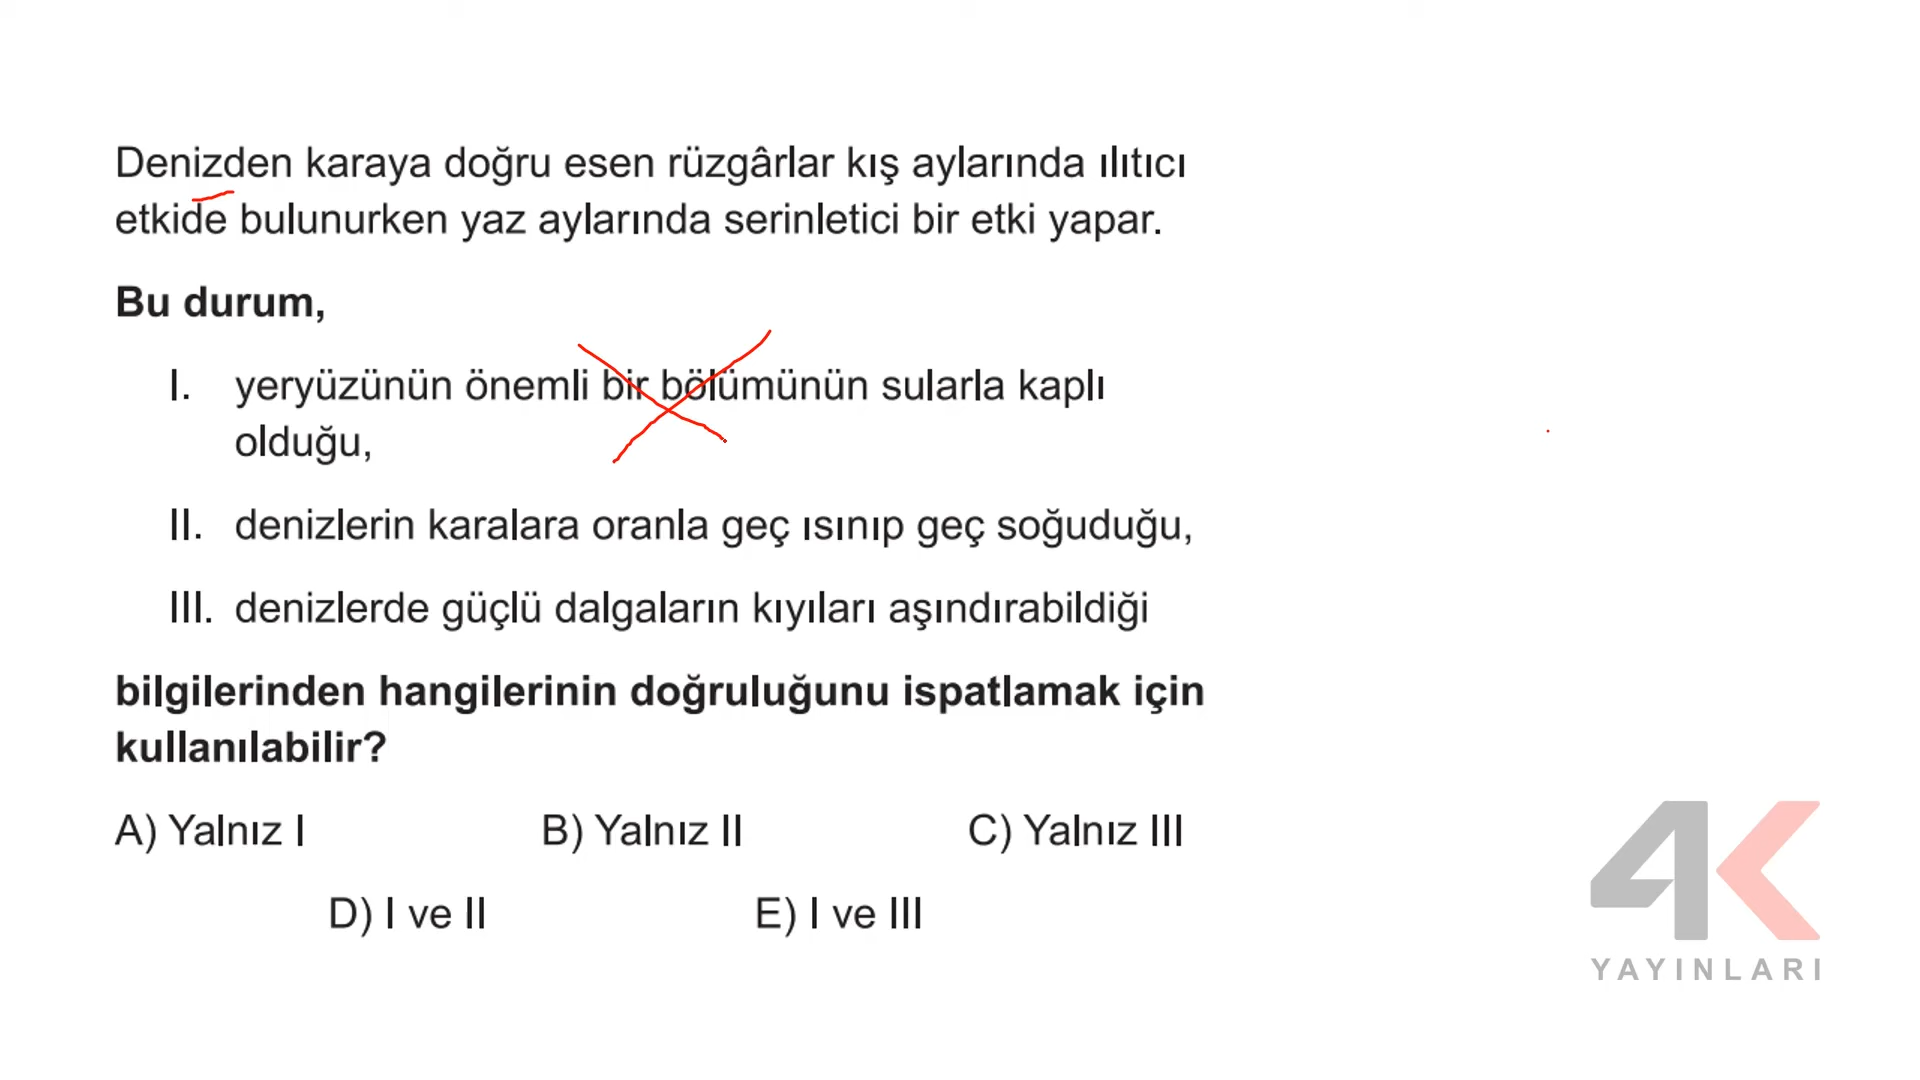 Denizden karaya doğru esen rüzgârlar kış aylarında ılıtıcı
etkide bulunurken yaz aylarında serinletici bir etki yapar.
Bu durum,
I. yeryüzünün önemli bir bölümünün sularla kaplı
olduğu,
II. denizlerin karalara oranla geç ısınıp geç soğuduğu,
III. denizlerde güçlü dalgaların kıyıları aşındırabildiği
bilgilerinden hangilerinin doğruluğunu ispatlamak için
kullanılabilir?
A) Yalnız I B) Yalnız II C) Yalnız III
D) I ve II E) I ve III
4K
YAYINLARI